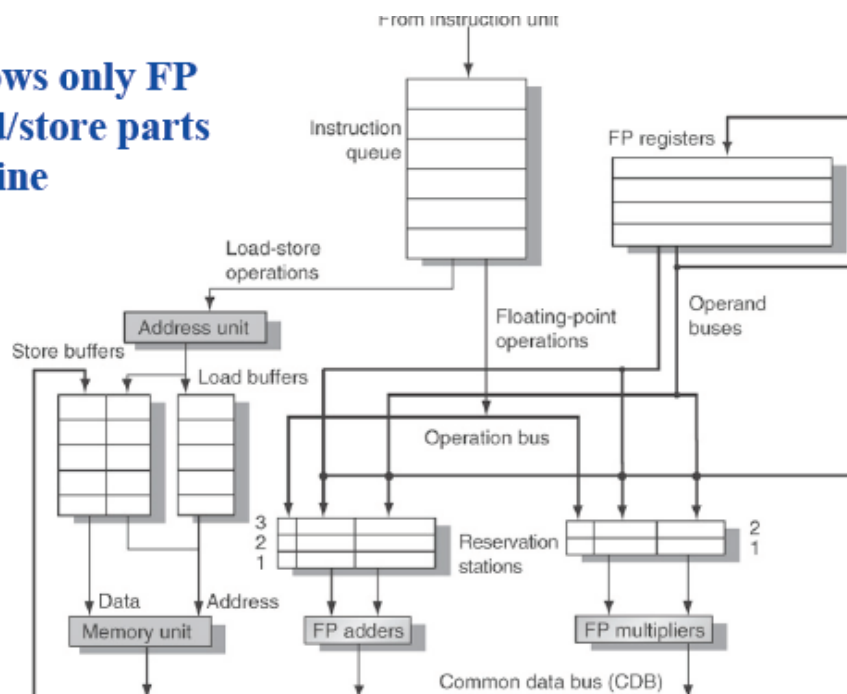 From instruction unit
ows only FP
d/store parts
ine
Instruction
queue
FP registers
Load-store
operations
Address unit
Floating-point
operations
Operand
buses
Store buffers
Load buffers
Operation bus
3
2
1
Reservation
stations
2
1
Data
Address
Memory unit
FP adders
FP multipliers
Common data bus (CDB)